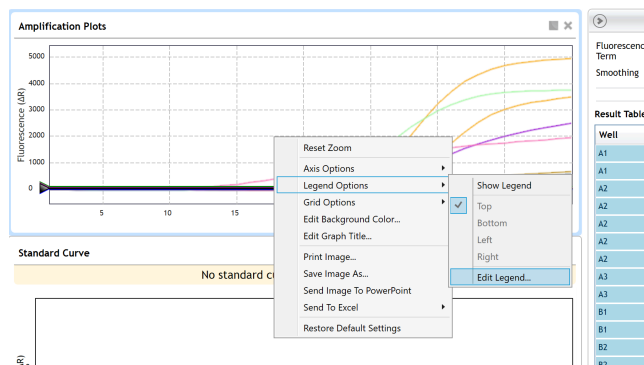 Amplification Plots
5000
4000
3000
2000
1000
0
Fluorescence (ΔR)
5
10
15
Reset Zoom
Axis Options
Legend Options
Grid Options
Edit Background Color...
Edit Graph Title...
Print Image...
Save Image As...
Send Image To PowerPoint
Send To Excel
Restore Default Settings
Show Legend
Top
Bottom
Left
Right
Edit Legend...
Standard Curve
No standard cu
R)
Fluorescenc
Term
Smoothing
Result Table
Well
A1
A1
A2
A2
A2
A2
A2
A3
A3
B1
B1
B2
B2